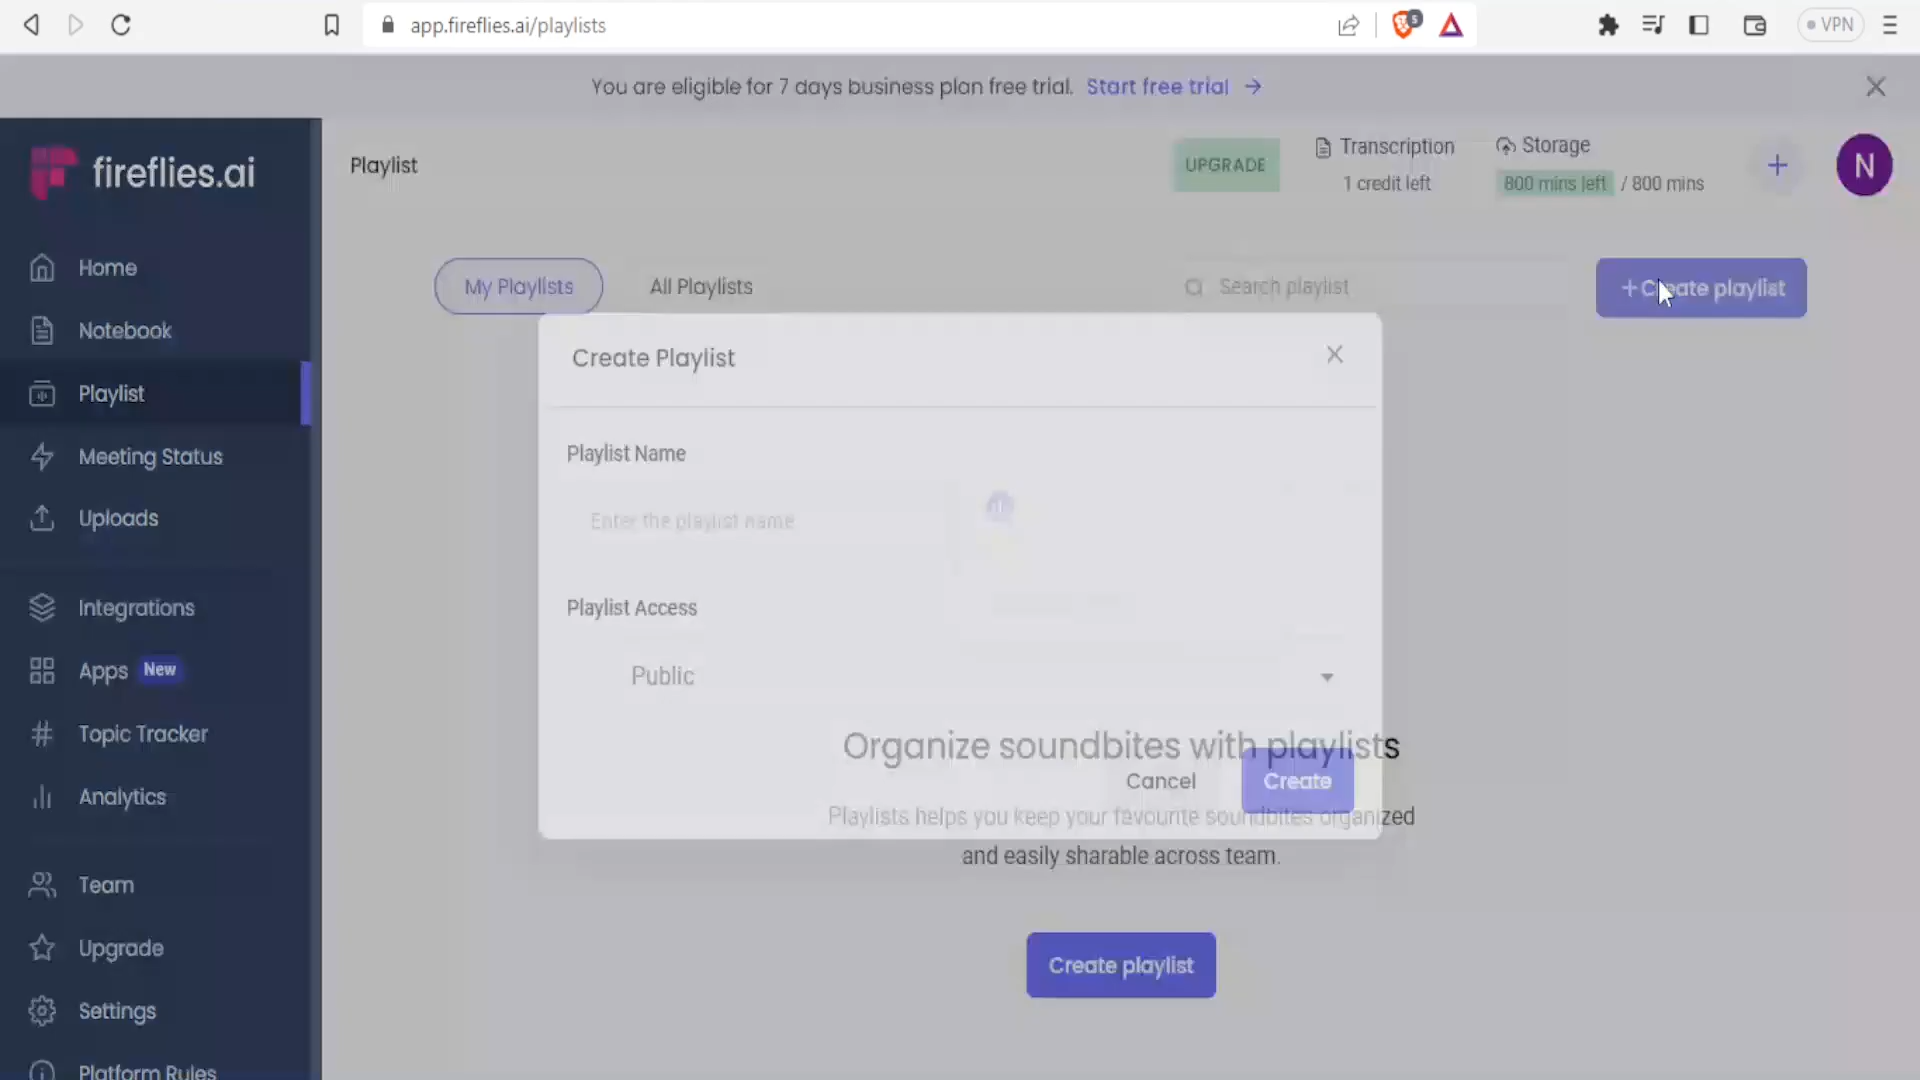 app.fireflies.ai/playlists
5
VPN
You are eligible for 7 days business plan free trial. Start free trial →
fireflies.ai
Playlist
UPGRADE
Transcription
1 credit left
Storage
800 mins left / 800 mins
+
N
Home
Notebook
Playlist
Meeting Status
Uploads
Integrations
Apps New
Topic Tracker
Analytics
Team
Upgrade
Settings
Platform Rules
My Playlists
All Playlists
Search playlist
+Create playlist
Create Playlist
Playlist Name
Enter the playlist name
Playlist Access
Public
Cancel
Create
Organize soundbites with playlists
Playlists helps you keep your favourite soundbites organized
and easily sharable across team.
Create playlist